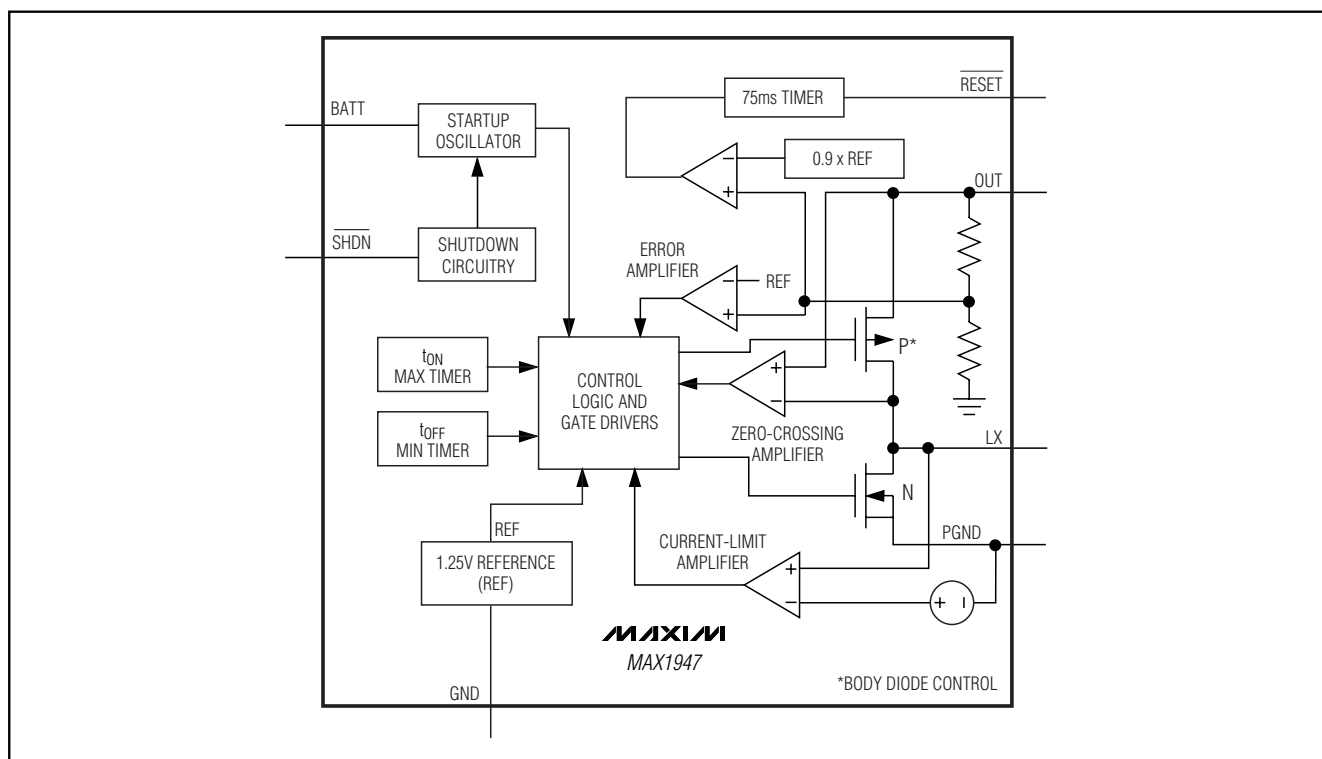 RESET
75ms TIMER
BATT
STARTUP
OSCILLATOR
−
0.9 x REF
+
OUT
SHDN
SHUTDOWN
CIRCUITRY
ERROR
AMPLIFIER
−
REF
+
tON
MAX TIMER
P*
CONTROL
LOGIC AND
GATE DRIVERS
+
−
tOFF
MIN TIMER
ZERO-CROSSING
AMPLIFIER
LX
N
REF
PGND
1.25V REFERENCE
(REF)
CURRENT-LIMIT
AMPLIFIER
+
−
+ −
MAXIM
MAX1947
*BODY DIODE CONTROL
GND